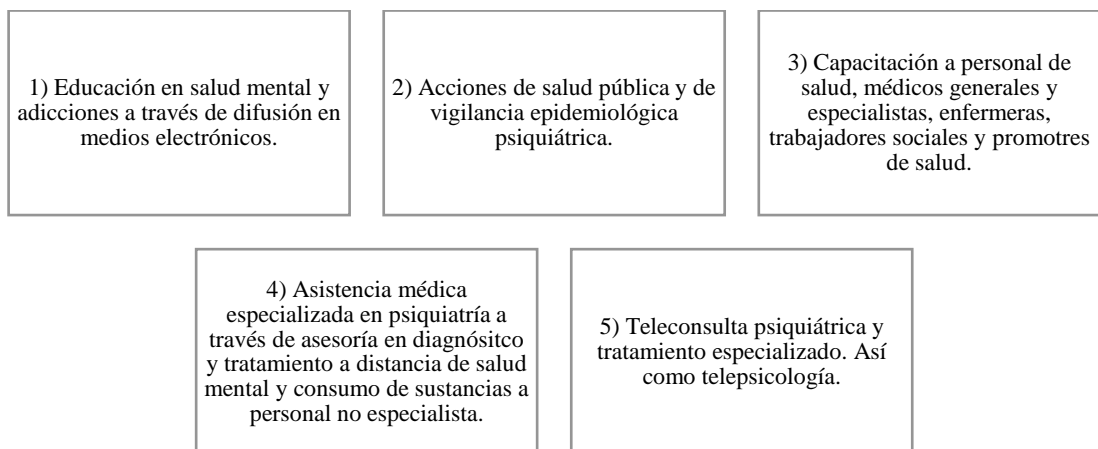 1) Educación en salud mental y
adicciones a través de difusión en
medios electrónicos.
2) Acciones de salud pública y de
vigilancia epidemiológica
psiquiátrica.
3) Capacitación a personal de
salud, médicos generales y
especialistas, enfermeras,
trabajadores sociales y promotres
de salud.
4) Asistencia médica
especializada en psiquiatría a
través de asesoría en diagnósitco
y tratamiento a distancia de salud
mental y consumo de sustancias a
personal no especialista.
5) Teleconsulta psiquiátrica y
tratamiento especializado. Así
como telepsicología.